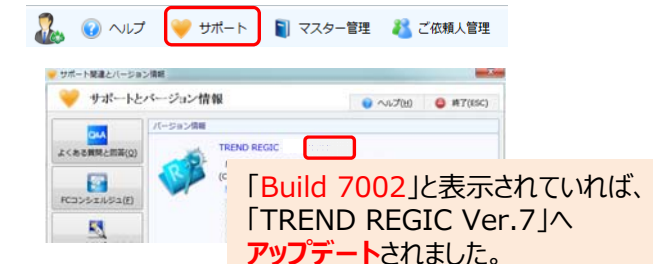 ヘルプ サポート マスター管理 ご依頼人管理
サポート関連とバージョン情報
サポートとバージョン情報 ヘルプ(H) 終了(ESC)
バージョン情報
Q&A
よくある質問と回答(Q)
TREND REGIC
FCコンシェルジュ(F)
「Build 7002」と表示されていれば、
「TREND REGIC Ver.7」へ
アップデートされました。